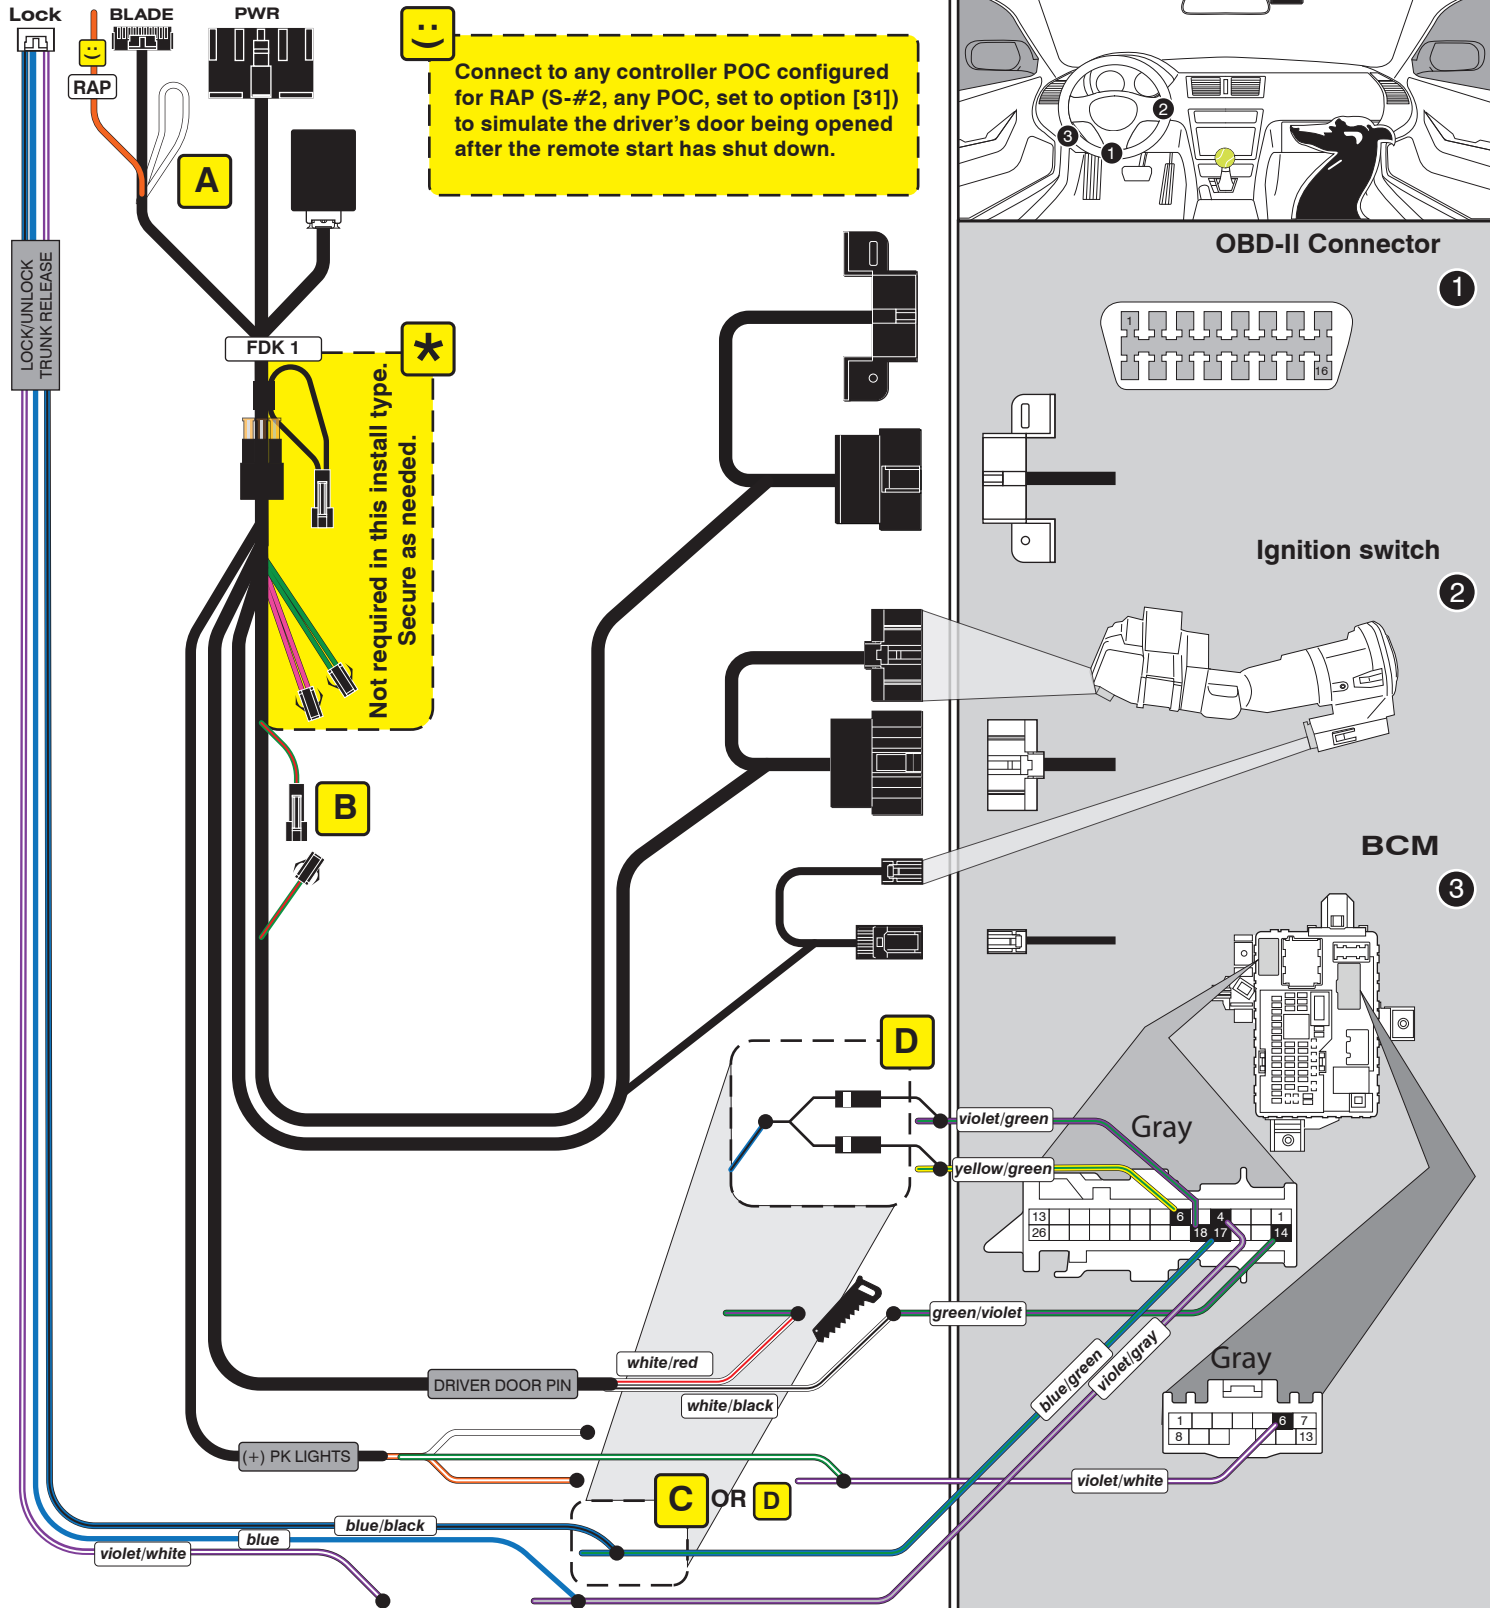 Lock
BLADE
PWR
RAP
A
Connect to any controller POC configured
for RAP (S-#2, any POC, set to option [31])
to simulate the driver's door being opened
after the remote start has shut down.
2
3
1
OBD-II Connector
1
1
16
LOCK/UNLOCK
TRUNK RELEASE
FDK 1
*
Not required in this install type.
Secure as needed.
Ignition switch
2
B
BCM
3
D
violet/green
Gray
yellow/green
13
6
4
1
26
18
17
14
green/violet
white/red
DRIVER DOOR PIN
white/black
blue/green
violet/gray
Gray
1
6
7
8
13
(+) PK LIGHTS
violet/white
C OR D
blue/black
blue
violet/white